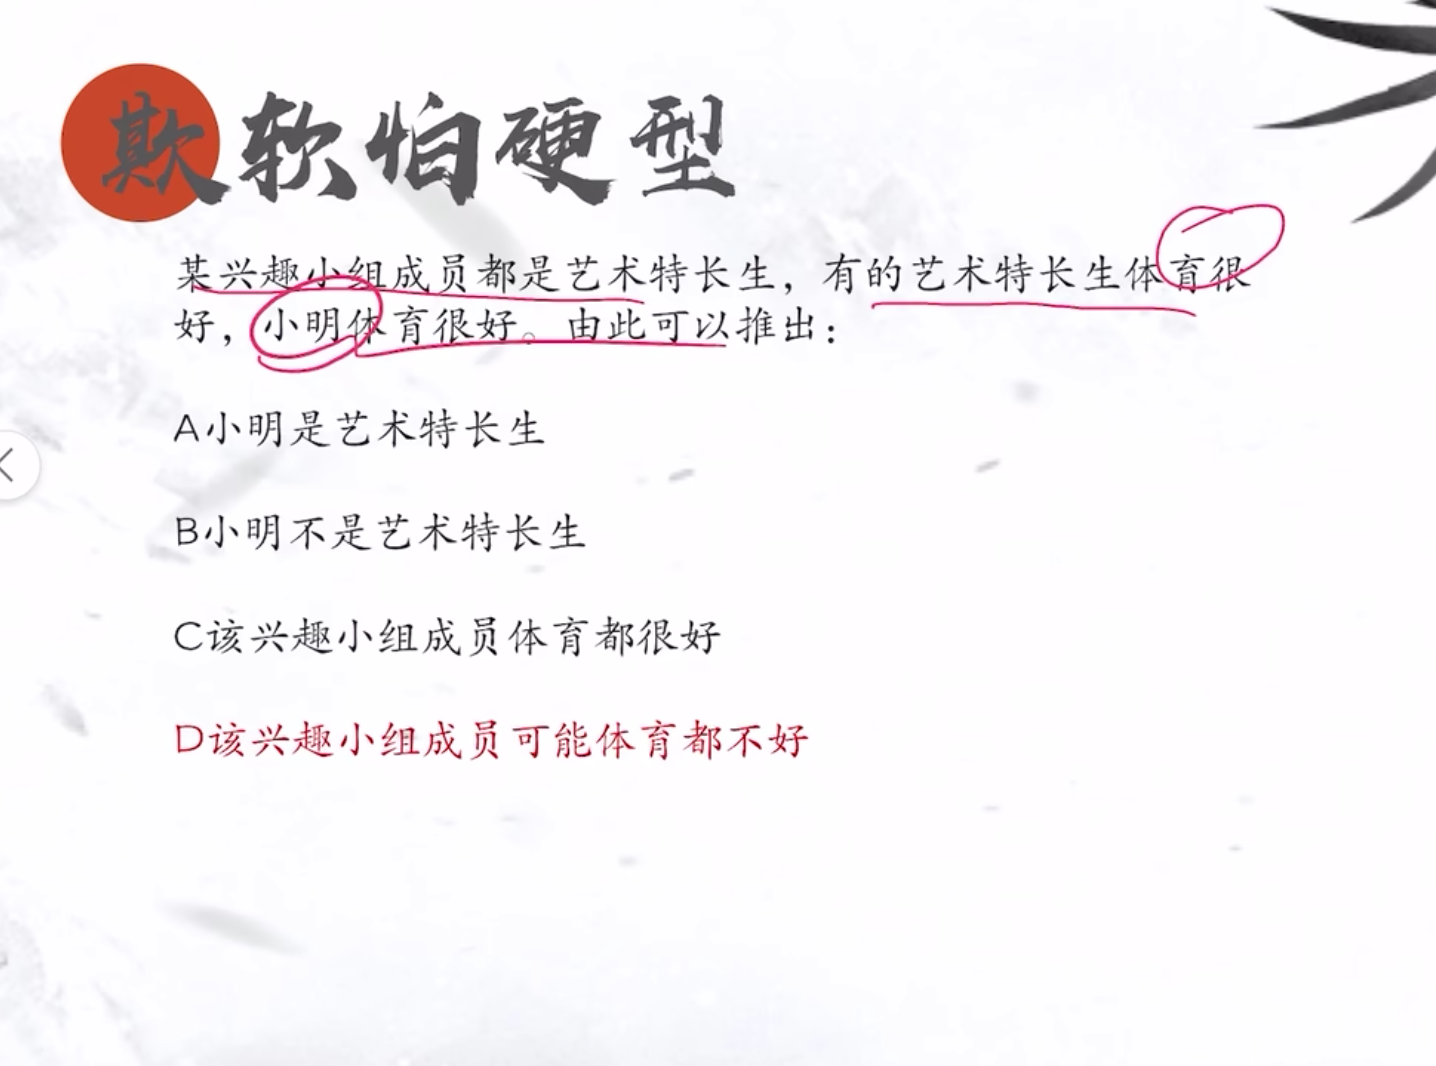 欺软怕硬型
某兴趣小组成员都是艺术特长生，有的艺术特长生体育很
好，小明体育很好。由此可以推出：
A小明是艺术特长生
B小明不是艺术特长生
C该兴趣小组成员体育都很好
D该兴趣小组成员可能体育都不好